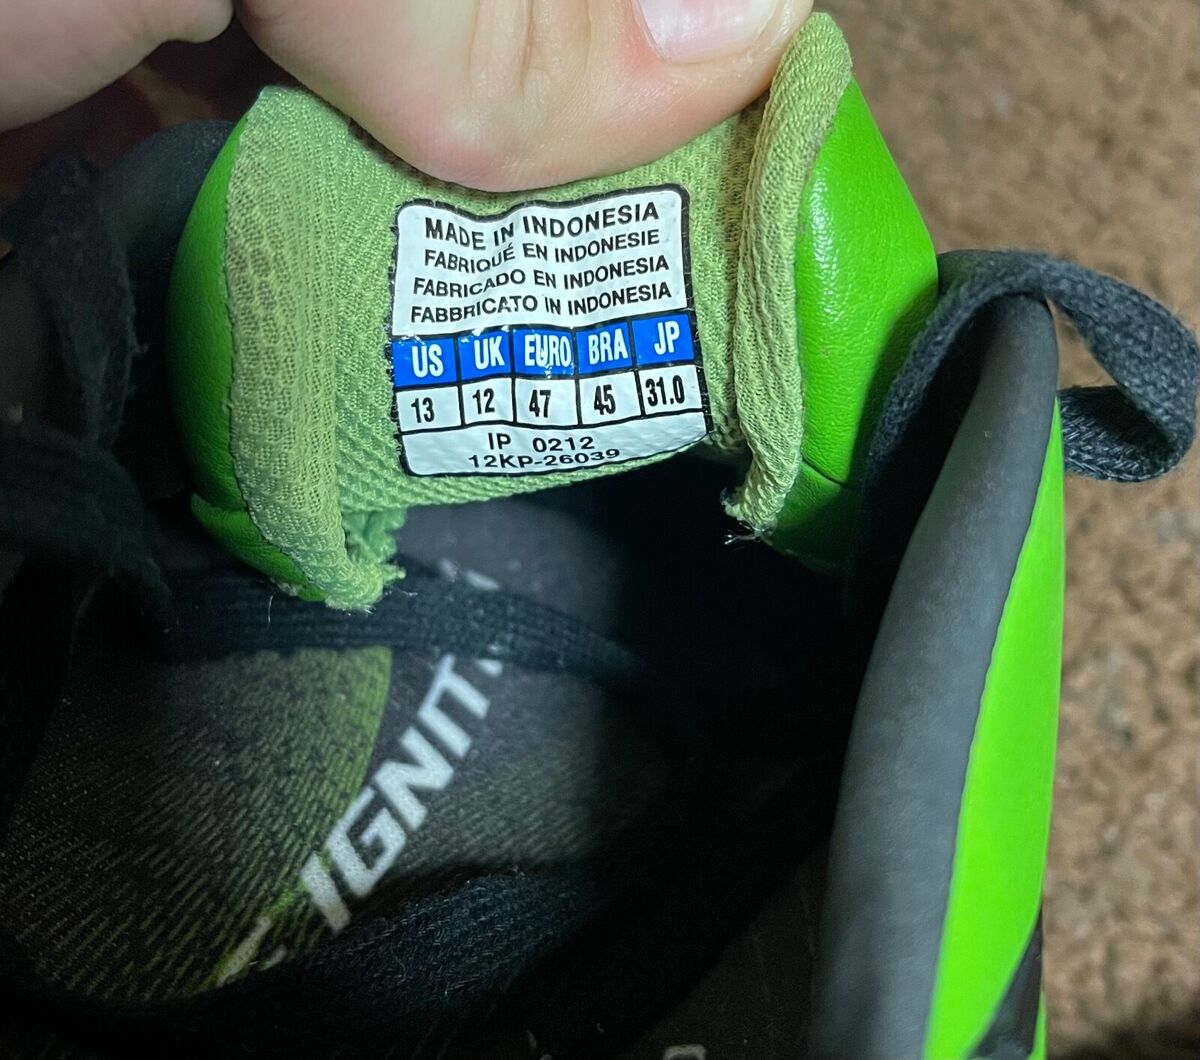 MADE IN INDONESIA
FABRIQUÉ EN INDONESIE
FABRICADO EN INDONESIA
FABBRICATO IN INDONESIA
US UK EURO BRA JP
13 12 47 45 31.0
IP 0212
12KP-26039